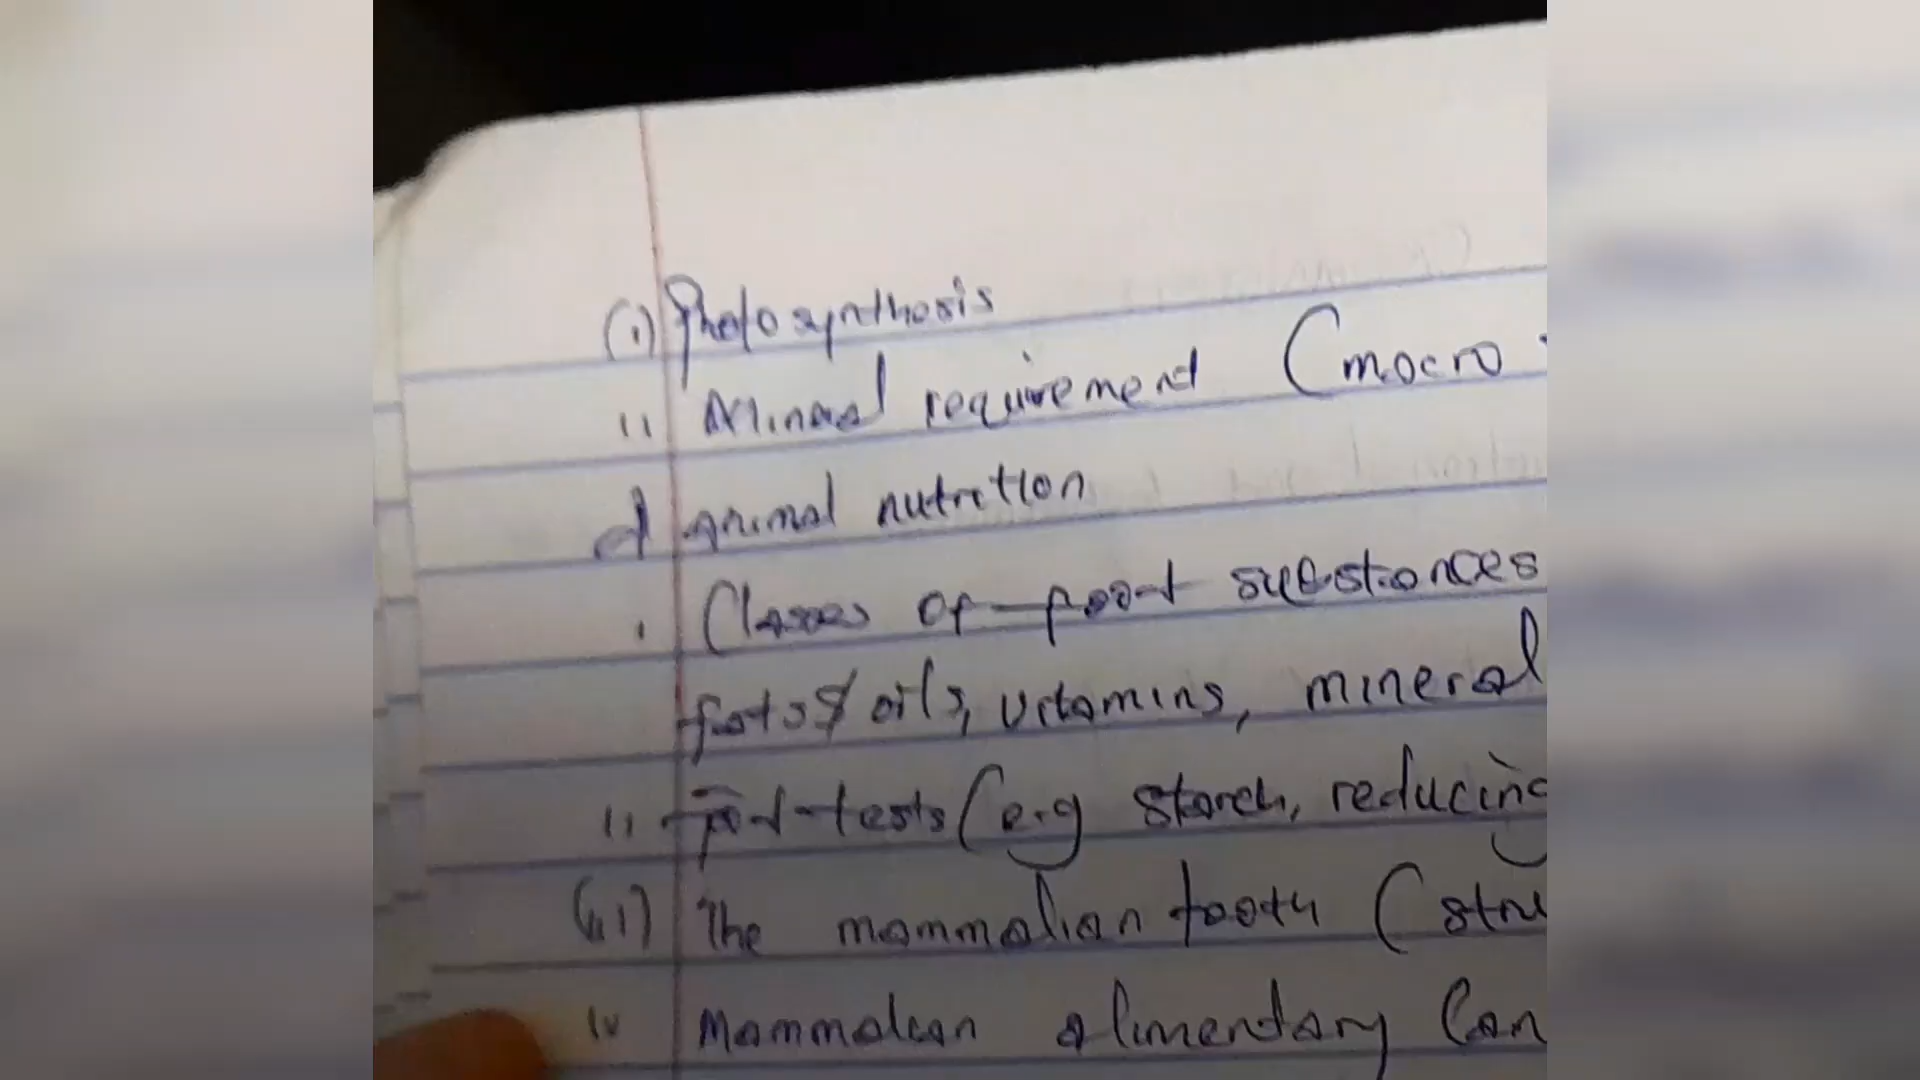 (i) Photosynthesis
ii Mineral requirement (macro
d animal nutrition
i Classes of food substances
fats & oils, vitamins, mineral
ii food tests (e.g starch, reducing
(iii) The mammalian tooth (stru
iv Mammalian alimentary Can